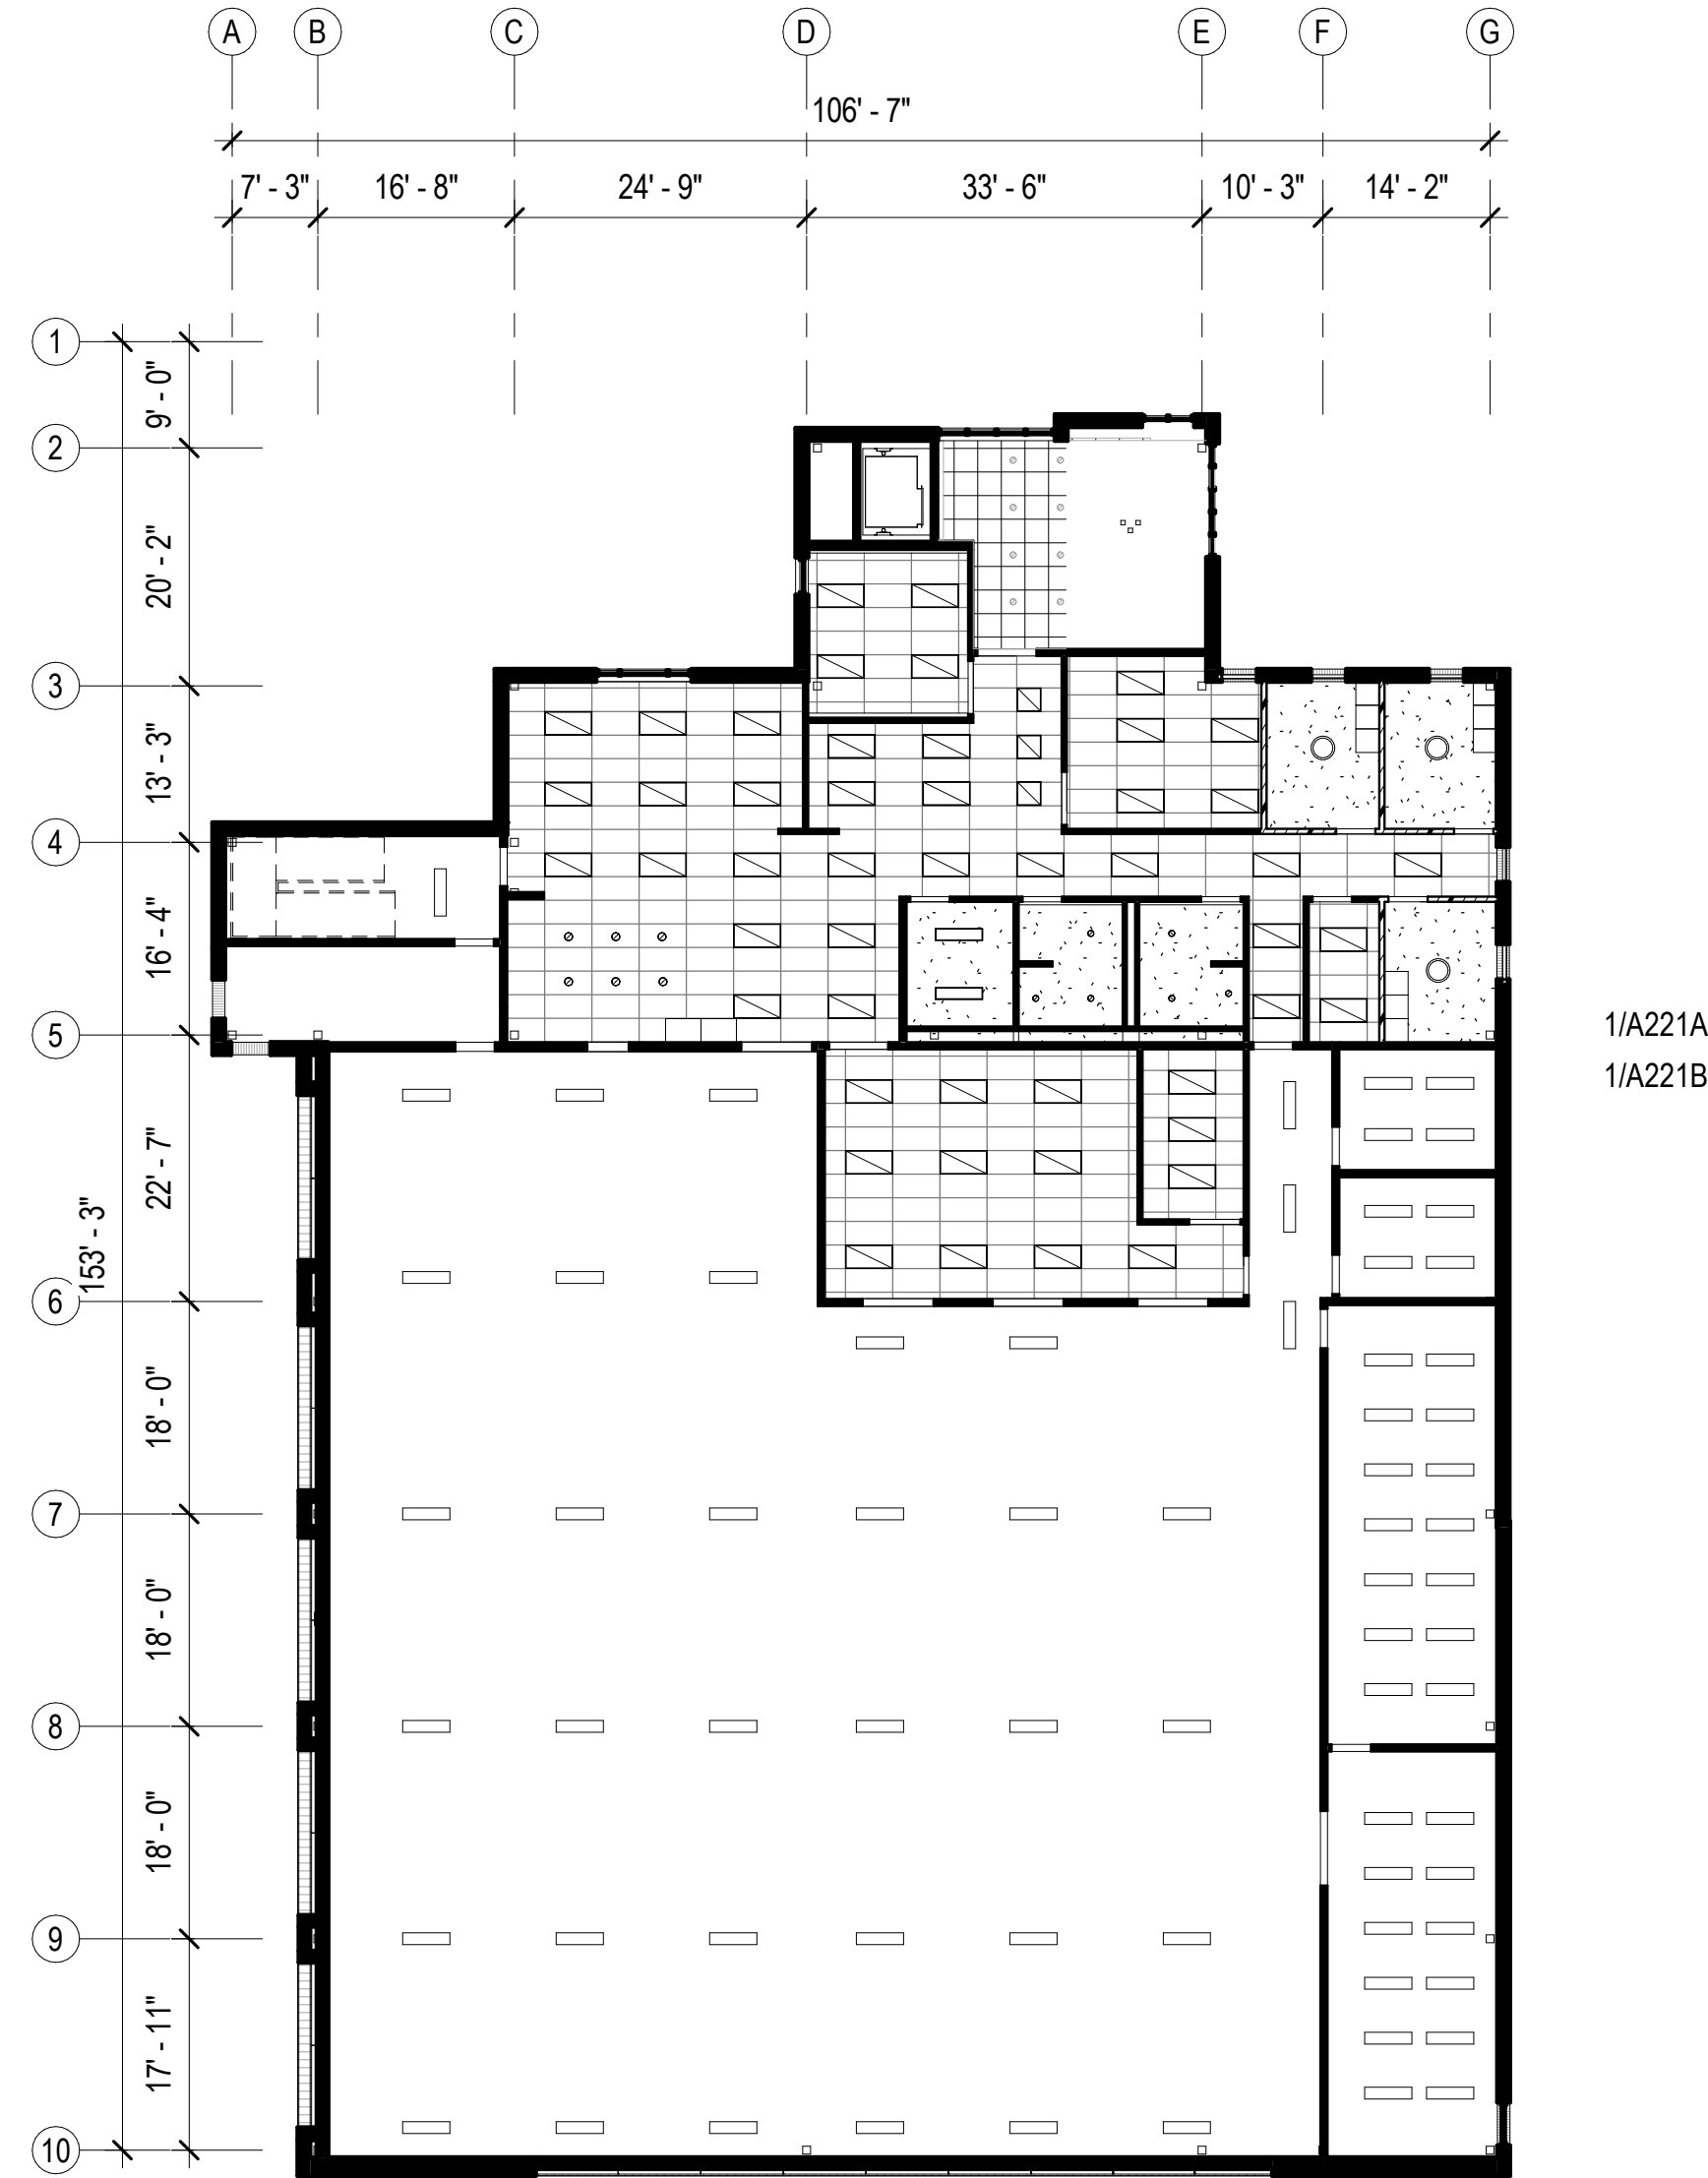 A B C D E F G
106' - 7"
7' - 3" 16' - 8" 24' - 9" 33' - 6" 10' - 3" 14' - 2"
1
9' - 0"
2
20' - 2"
3
13' - 3"
4
16' - 4"
5
1/A221A
1/A221B
22' - 7"
153' - 3"
6
18' - 0"
7
18' - 0"
8
18' - 0"
9
17' - 11"
10